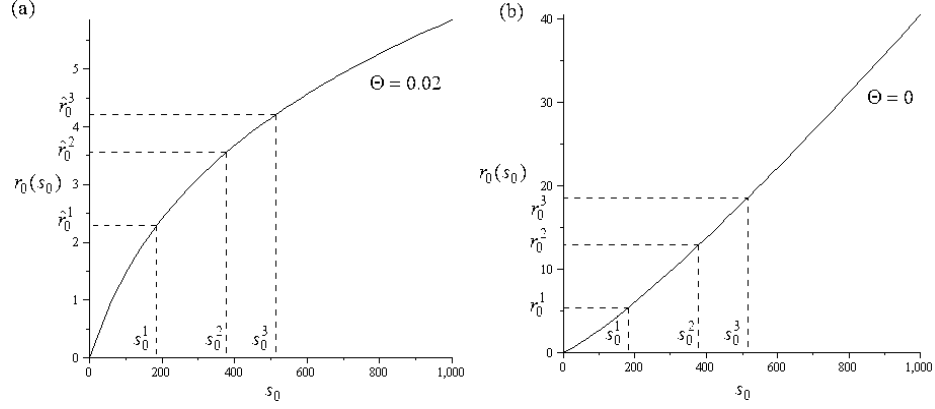 (a)
5
4
3
2
1
0
r̂₀³
r̂₀²
r₀(s₀)
r̂₀¹
Θ = 0.02
s₀¹
s₀²
s₀³
0 200 400 600 800 1,000
s₀
(b)
40
30
20
10
0
r₀(s₀)
r₀³
r₀²
r₀¹
Θ = 0
s₀¹
s₀²
s₀³
0 200 400 600 800 1,000
s₀